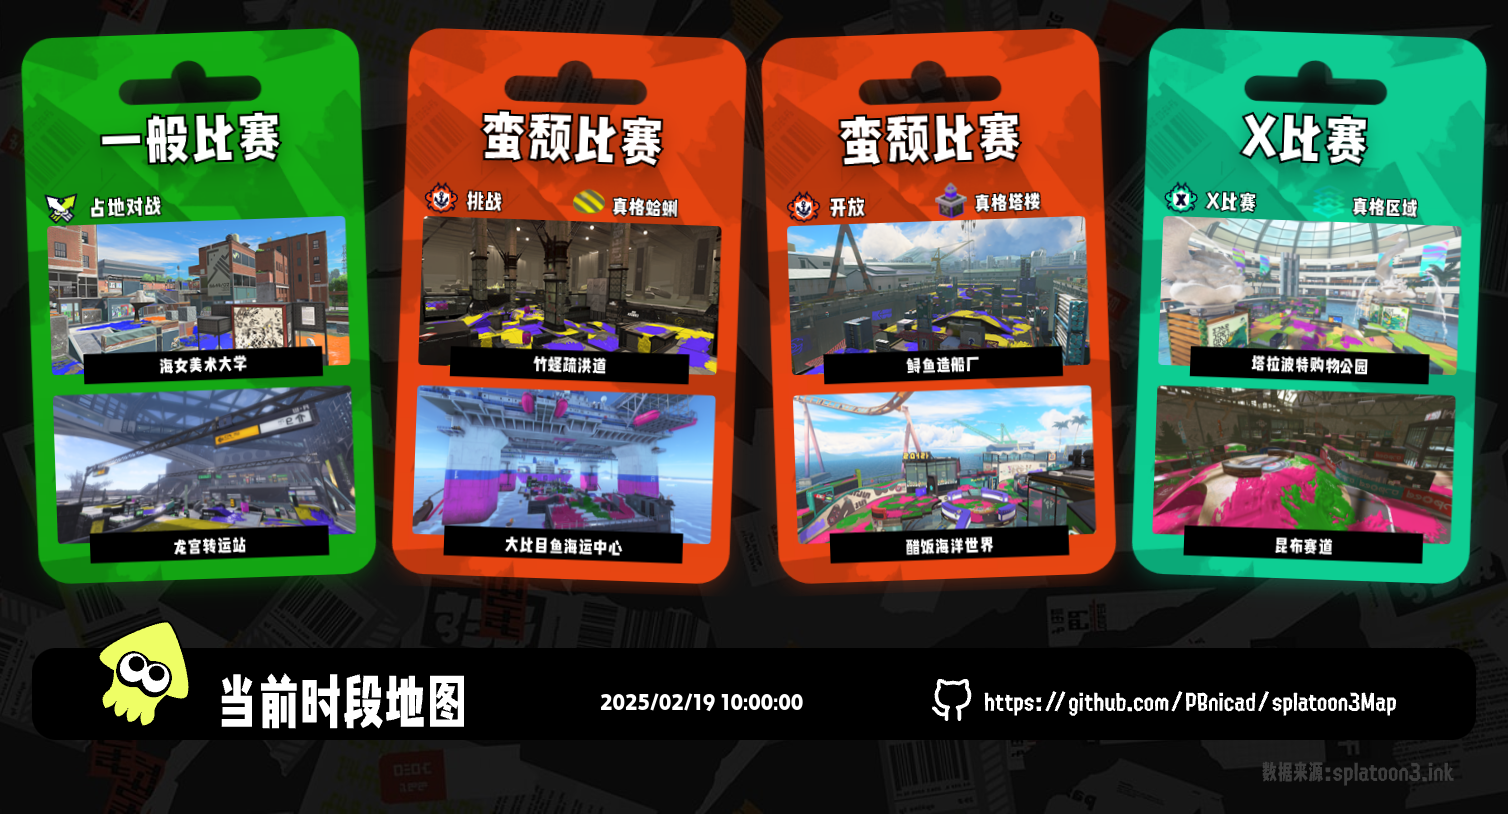 一般比赛
占地对战
海女美术大学
龙宫转运站
蛮颓比赛
挑战
真格蛤蜊
竹蛏疏洪道
大比目鱼海运中心
蛮颓比赛
开放
真格塔楼
鲟鱼造船厂
醋饭海洋世界
X比赛
X比赛
真格区域
塔拉波特购物公园
昆布赛道
当前时段地图
2025/02/19 10:00:00
https://github.com/PBnicad/splatoon3Map
数据来源:splatoon3.ink